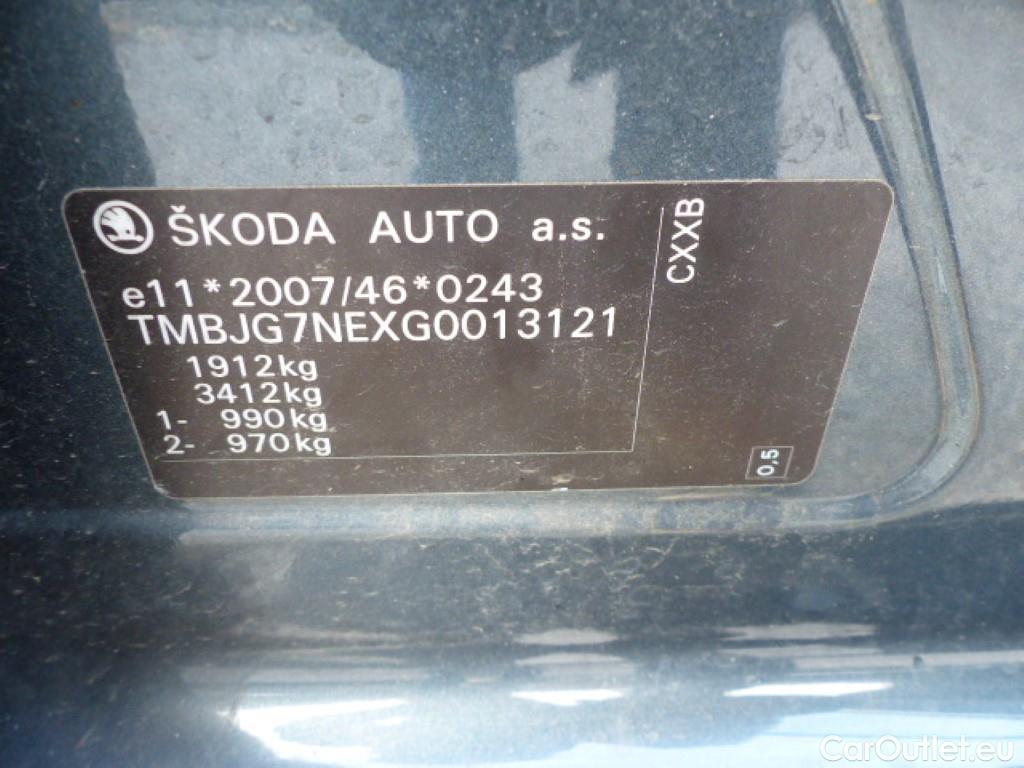 ŠKODA AUTO a.s.
e11*2007/46*0243
TMBJG7NEXG0013121
1912kg
3412kg
1- 990kg
2- 970kg
CXXB
0,5
CarOutlet.eu